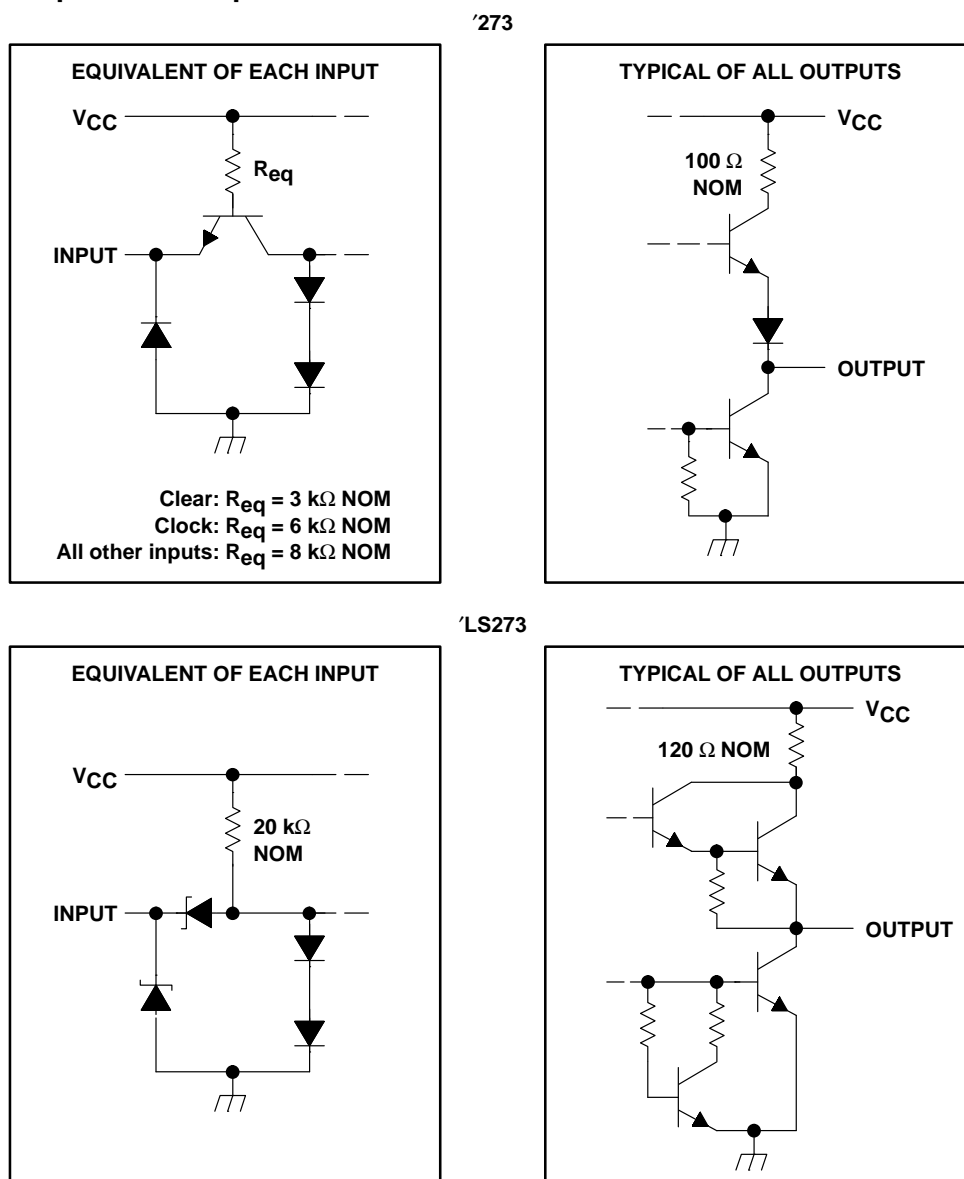 ′273
EQUIVALENT OF EACH INPUT
VCC
Req
INPUT
Clear: Req = 3 kΩ NOM
Clock: Req = 6 kΩ NOM
All other inputs: Req = 8 kΩ NOM
TYPICAL OF ALL OUTPUTS
VCC
100 Ω
NOM
OUTPUT
′LS273
EQUIVALENT OF EACH INPUT
VCC
20 kΩ
NOM
INPUT
TYPICAL OF ALL OUTPUTS
VCC
120 Ω NOM
OUTPUT